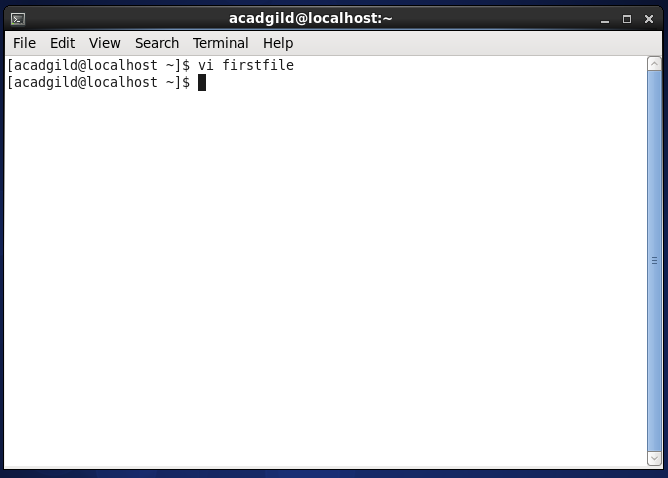 acadgild@localhost:~
File Edit View Search Terminal Help
[acadgild@localhost ~]$ vi firstfile
[acadgild@localhost ~]$